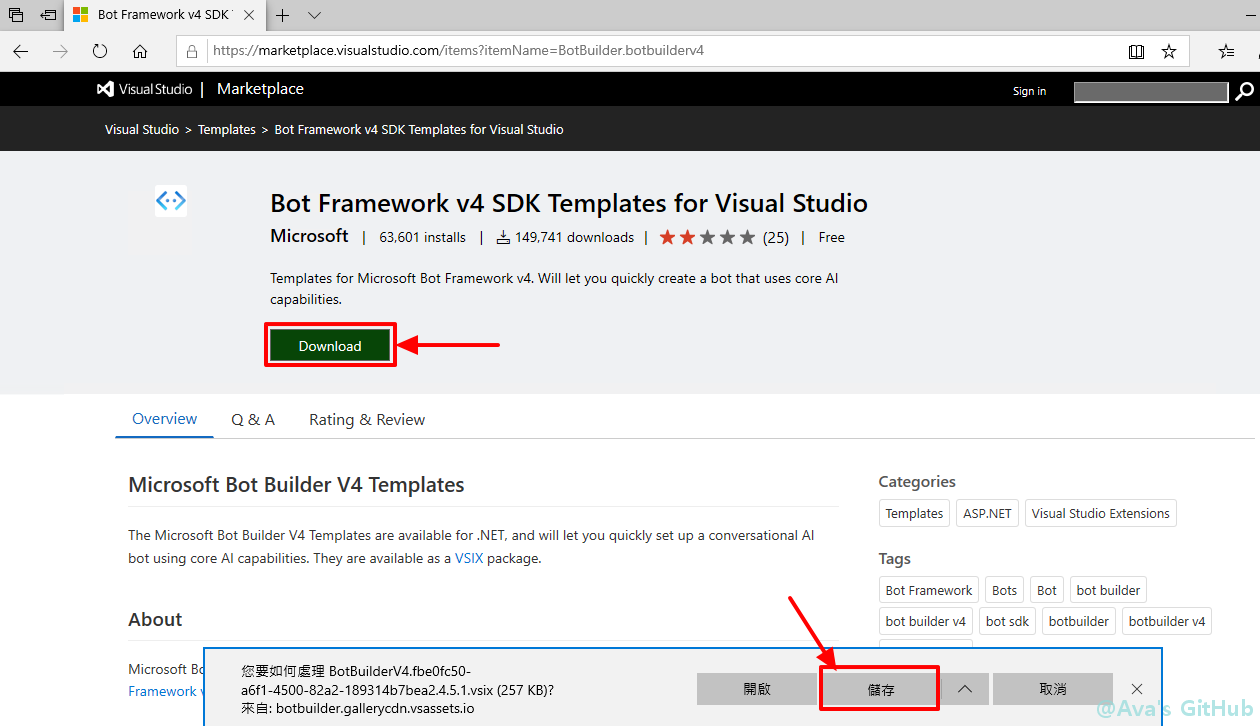 Bot Framework v4 SDK
https://marketplace.visualstudio.com/items?itemName=BotBuilder.botbuilderv4
Visual Studio | Marketplace
Sign in
Visual Studio > Templates > Bot Framework v4 SDK Templates for Visual Studio
Bot Framework v4 SDK Templates for Visual Studio
Microsoft | 63,601 installs | 149,741 downloads | (25) | Free
Templates for Microsoft Bot Framework v4. Will let you quickly create a bot that uses core AI
capabilities.
Download
Overview Q & A Rating & Review
Microsoft Bot Builder V4 Templates
The Microsoft Bot Builder V4 Templates are available for .NET, and will let you quickly set up a conversational AI
bot using core AI capabilities. They are available as a VSIX package.
About
Microsoft Bo
Framework v
Categories
Templates ASP.NET Visual Studio Extensions
Tags
Bot Framework Bots Bot bot builder
bot builder v4 bot sdk botbuilder botbuilder v4
您要如何處理 BotBuilderV4.fbe0fc50-
a6f1-4500-82a2-189314b7bea2.4.5.1.vsix (257 KB)?
來自: botbuilder.gallerycdn.vsassets.io
開啟 儲存 取消
@Ava's GitHub